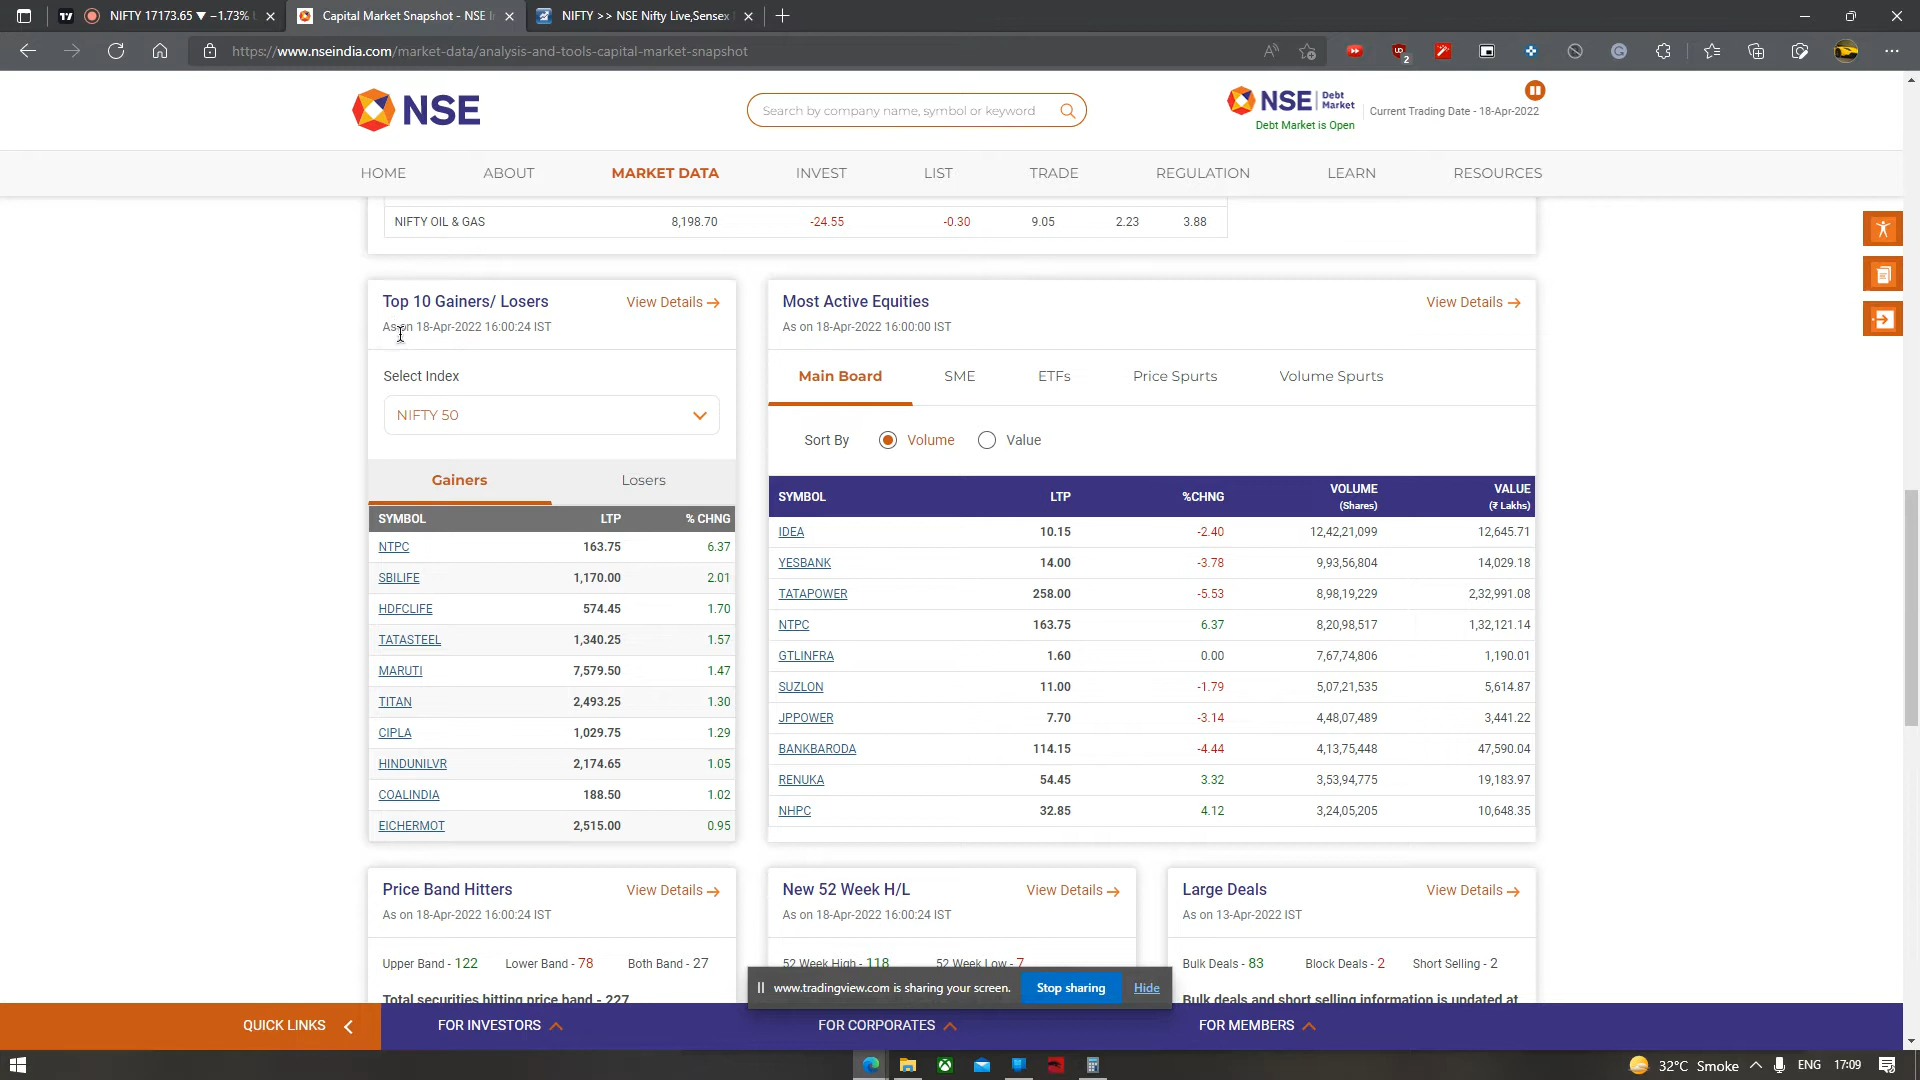 NIFTY 17173.65 ▼ −1.73%
Capital Market Snapshot - NSE I
NIFTY >> NSE Nifty Live,Sensex
https://www.nseindia.com/market-data/analysis-and-tools-capital-market-snapshot
2
NSE
Search by company name, symbol or keyword
NSE Debt Market
Debt Market is Open
Current Trading Date - 18-Apr-2022
HOME ABOUT MARKET DATA INVEST LIST TRADE REGULATION LEARN RESOURCES
NIFTY OIL & GAS 8,198.70 -24.55 -0.30 9.05 2.23 3.88
Top 10 Gainers/ Losers View Details
As on 18-Apr-2022 16:00:24 IST
Select Index
NIFTY 50
Gainers Losers
SYMBOL LTP % CHNG
NTPC 163.75 6.37
SBILIFE 1,170.00 2.01
HDFCLIFE 574.45 1.70
TATASTEEL 1,340.25 1.57
MARUTI 7,579.50 1.47
TITAN 2,493.25 1.30
CIPLA 1,029.75 1.29
HINDUNILVR 2,174.65 1.05
COALINDIA 188.50 1.02
EICHERMOT 2,515.00 0.95
Most Active Equities View Details
As on 18-Apr-2022 16:00:00 IST
Main Board SME ETFs Price Spurts Volume Spurts
Sort By Volume Value
SYMBOL LTP %CHNG VOLUME (Shares) VALUE (₹ Lakhs)
IDEA 10.15 -2.40 12,42,21,099 12,645.71
YESBANK 14.00 -3.78 9,93,56,804 14,029.18
TATAPOWER 258.00 -5.53 8,98,19,229 2,32,991.08
NTPC 163.75 6.37 8,20,98,517 1,32,121.14
GTLINFRA 1.60 0.00 7,67,74,806 1,190.01
SUZLON 11.00 -1.79 5,07,21,535 5,614.87
JPPOWER 7.70 -3.14 4,48,07,489 3,441.22
BANKBARODA 114.15 -4.44 4,13,75,448 47,590.04
RENUKA 54.45 3.32 3,53,94,775 19,183.97
NHPC 32.85 4.12 3,24,05,205 10,648.35
Price Band Hitters View Details
As on 18-Apr-2022 16:00:24 IST
Upper Band - 122 Lower Band - 78 Both Band - 27
Total securities hitting price band - 227
New 52 Week H/L View Details
As on 18-Apr-2022 16:00:24 IST
52 Week High - 118 52 Week Low - 7
Large Deals View Details
As on 13-Apr-2022 IST
Bulk Deals - 83 Block Deals - 2 Short Selling - 2
Bulk deals and short selling information is updated at
www.tradingview.com is sharing your screen. Stop sharing Hide
QUICK LINKS FOR INVESTORS FOR CORPORATES FOR MEMBERS
32°C Smoke ENG 17:09